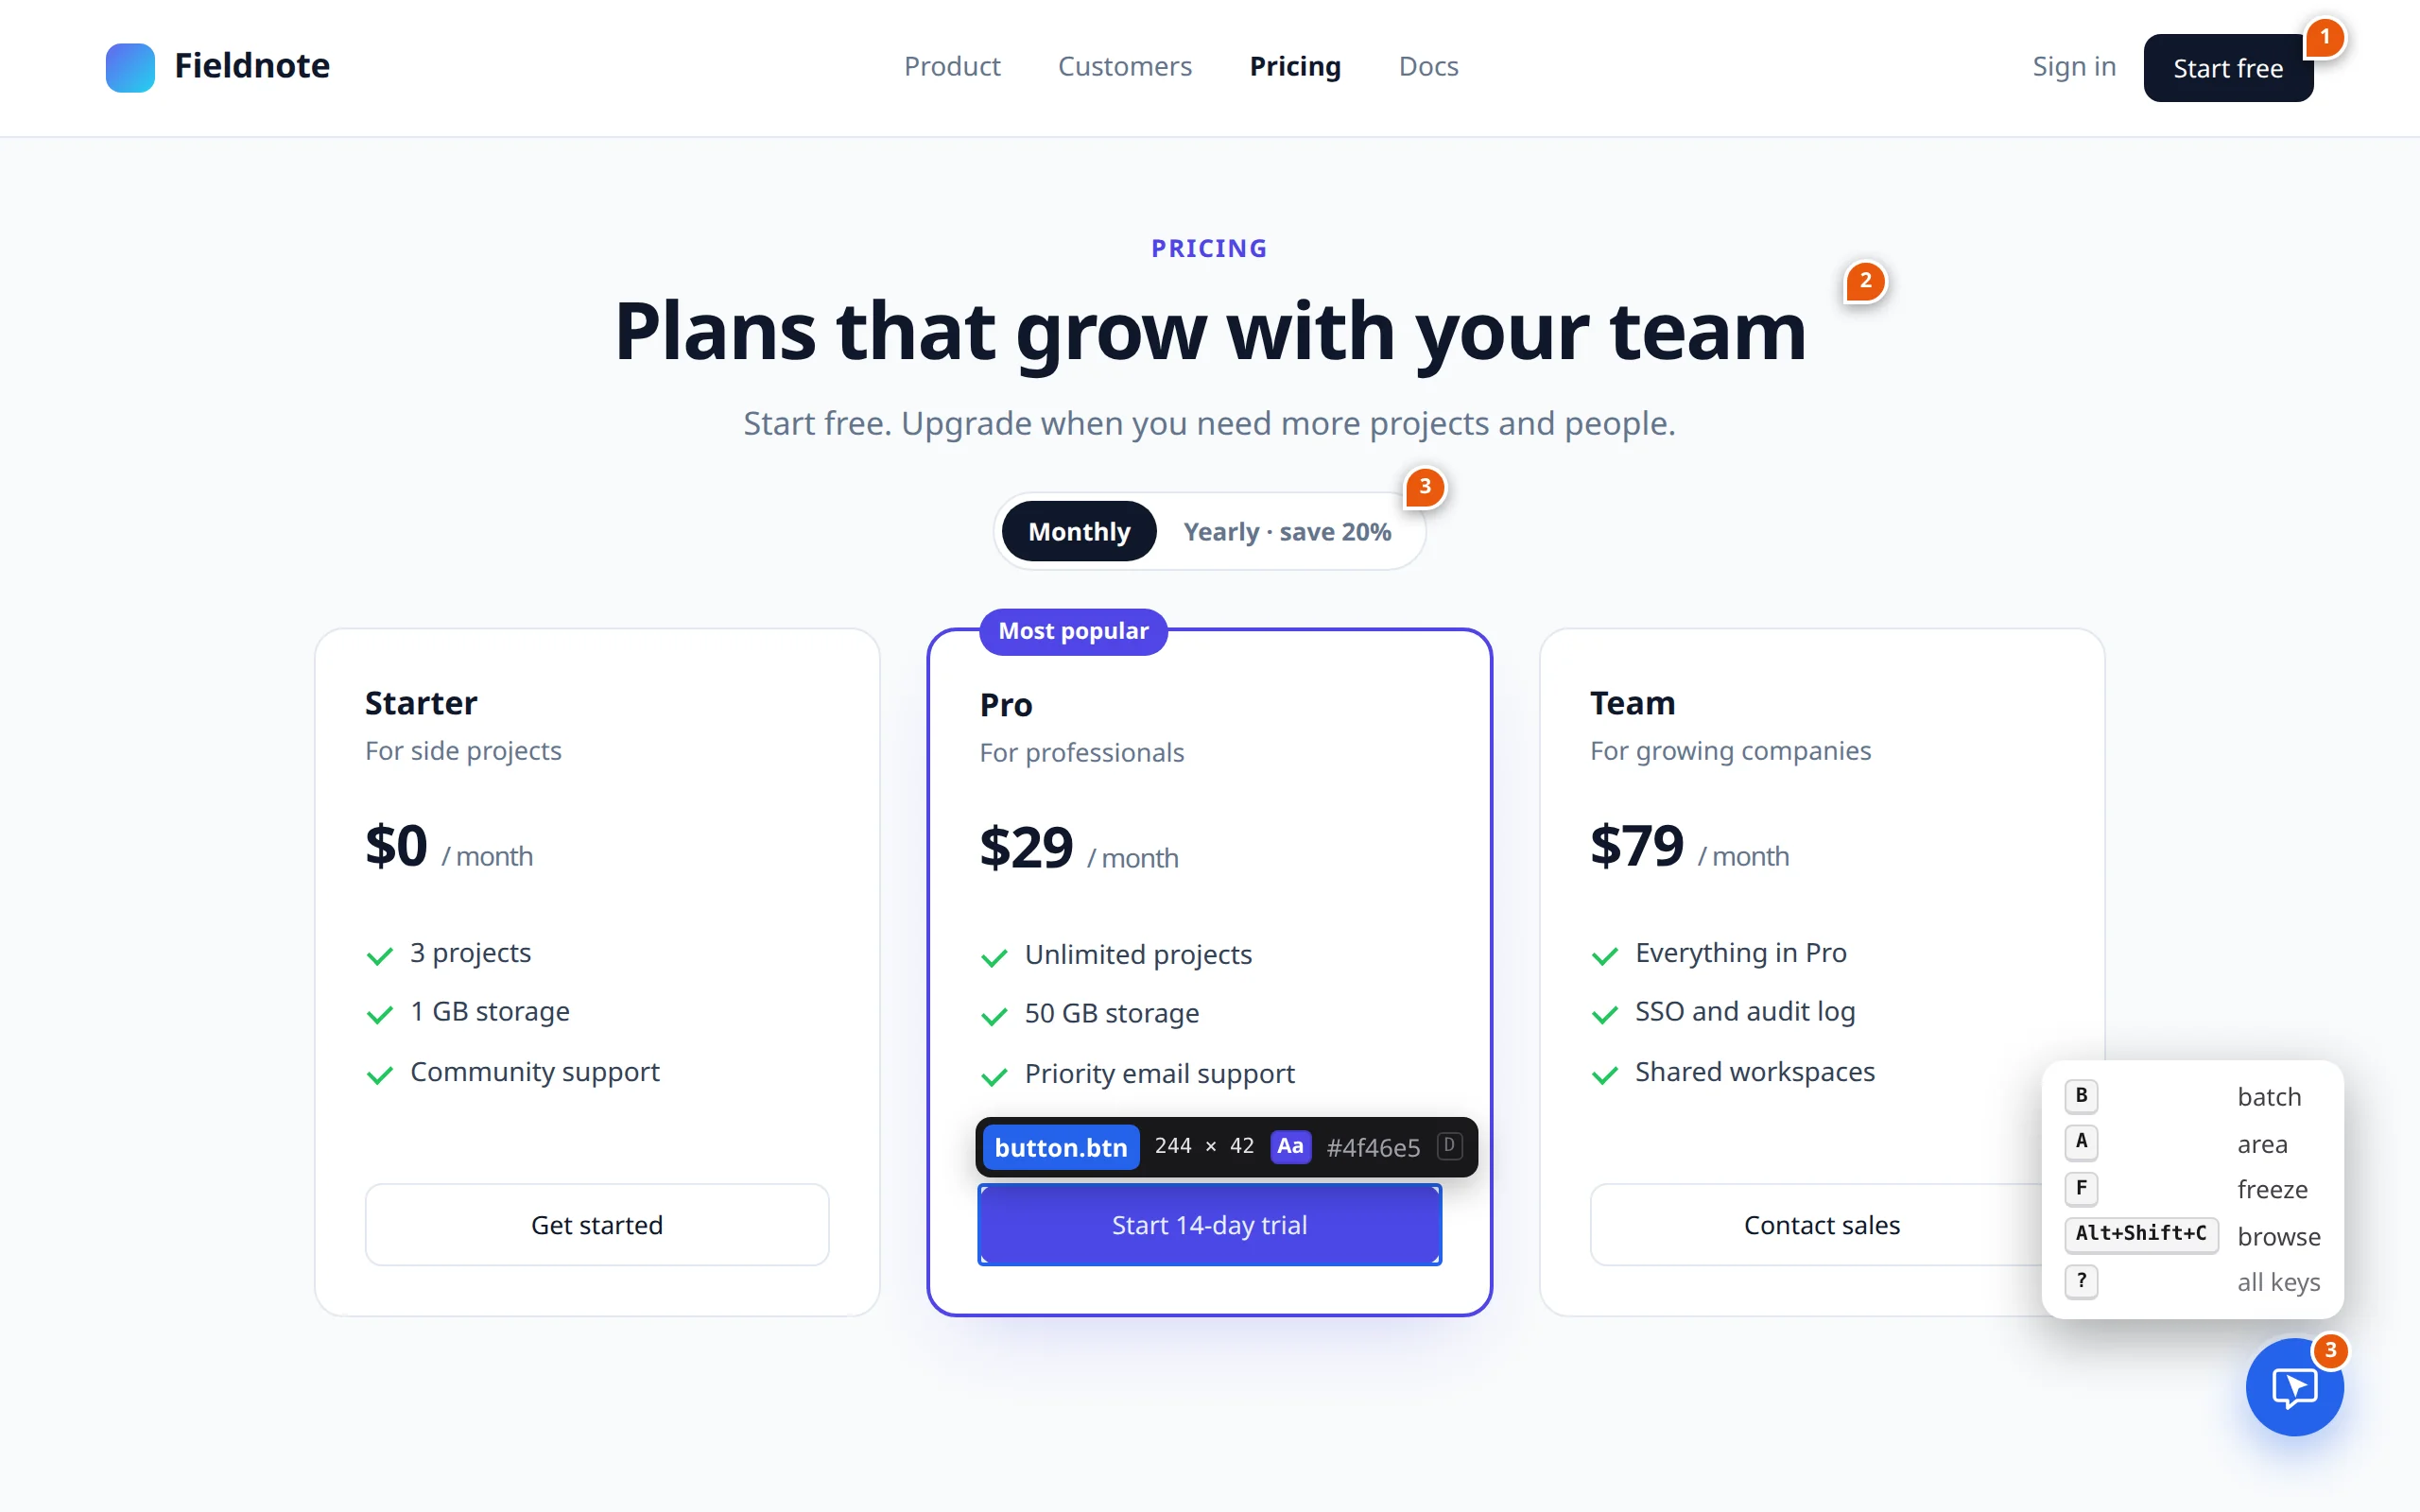 Fieldnote
Product Customers Pricing Docs
Sign in Start free 1
PRICING
2
Plans that grow with your team
Start free. Upgrade when you need more projects and people.
3
Monthly Yearly · save 20%
Starter
For side projects
$0 / month
3 projects
1 GB storage
Community support
Get started
Most popular
Pro
For professionals
$29 / month
Unlimited projects
50 GB storage
Priority email support
button.btn 244 × 42 Aa #4f46e5 D
Start 14-day trial
Team
For growing companies
$79 / month
Everything in Pro
SSO and audit log
Shared workspaces
Contact sales
B batch
A area
F freeze
Alt+Shift+C browse
? all keys
3